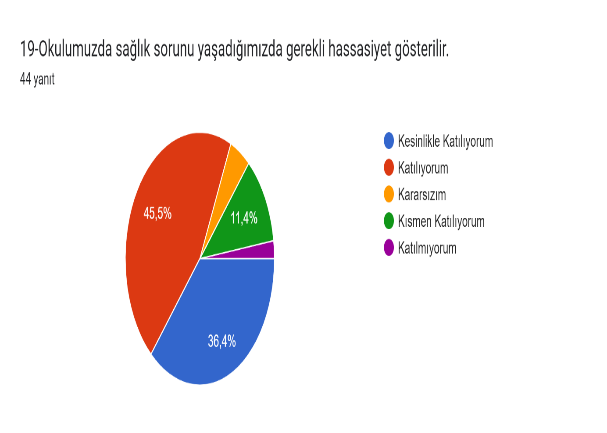 19-Okulumuzda sağlık sorunu yaşadığımızda gerekli hassasiyet gösterilir.
44 yanıt
Kesinlikle Katılıyorum
Katılıyorum
Kararsızım
Kısmen Katılıyorum
Katılmıyorum
45,5%
11,4%
36,4%